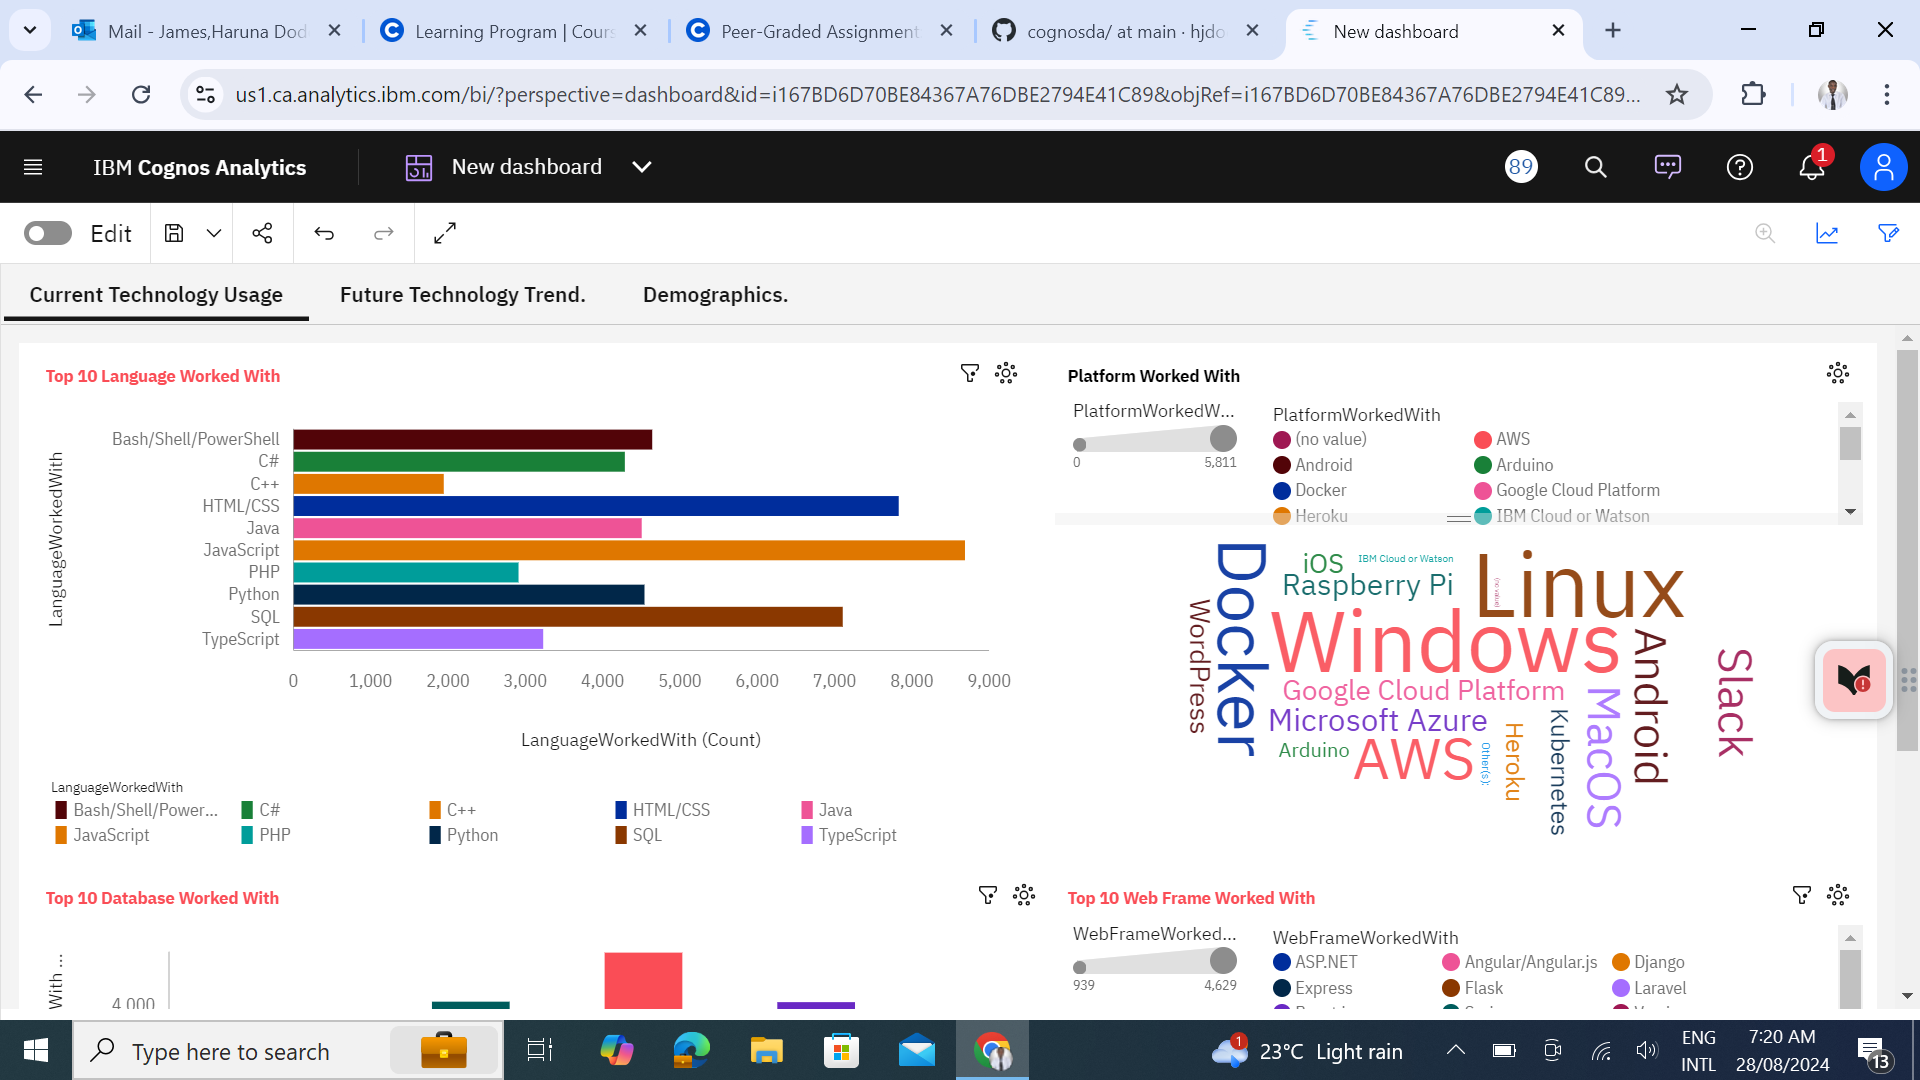 Mail - James,Haruna Dod
Learning Program | Cours
Peer-Graded Assignment
cognosda/ at main · hjdo
New dashboard
us1.ca.analytics.ibm.com/bi/?perspective=dashboard&id=i167BD6D70BE84367A76DBE2794E41C89&objRef=i167BD6D70BE84367A76DBE2794E41C89...
IBM Cognos Analytics
New dashboard
89
1
Edit
Current Technology Usage
Future Technology Trend.
Demographics.
Top 10 Language Worked With
LanguageWorkedWith
Bash/Shell/PowerShell
C#
C++
HTML/CSS
Java
JavaScript
PHP
Python
SQL
TypeScript
0 1,000 2,000 3,000 4,000 5,000 6,000 7,000 8,000 9,000
LanguageWorkedWith (Count)
LanguageWorkedWith
Bash/Shell/Power... C# C++ HTML/CSS Java
JavaScript PHP Python SQL TypeScript
Platform Worked With
PlatformWorkedW...
0 5,811
PlatformWorkedWith
(no value) AWS
Android Arduino
Docker Google Cloud Platform
Heroku IBM Cloud or Watson
Docker
iOS
IBM Cloud or Watson
Raspberry Pi
(no value)
Linux
WordPress
Windows
Android
Slack
Google Cloud Platform
Microsoft Azure
MacOS
Arduino
AWS
Other(s):
Heroku
Kubernetes
Top 10 Database Worked With
With ...
4,000
Top 10 Web Frame Worked With
WebFrameWorked...
939 4,629
WebFrameWorkedWith
ASP.NET Angular/Angular.js Django
Express Flask Laravel
Type here to search
1
23°C Light rain
ENG
INTL
7:20 AM
28/08/2024
13